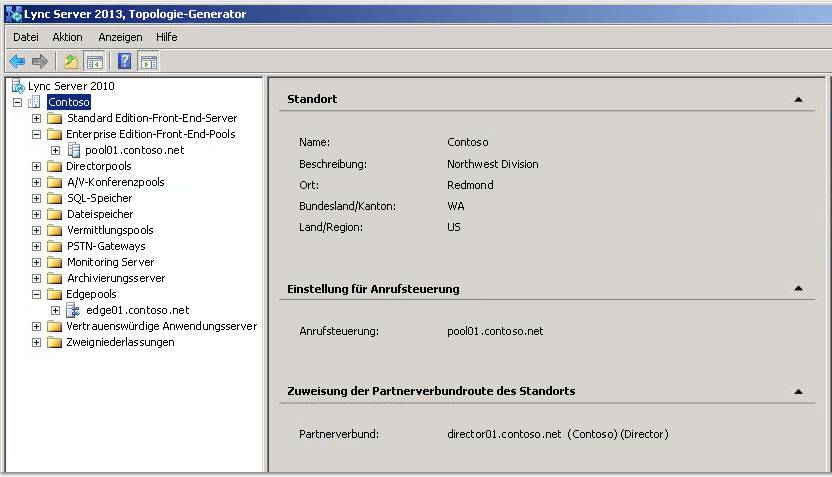 Lync Server 2013, Topologie-Generator
Datei Aktion Anzeigen Hilfe
Lync Server 2010
Contoso
Standard Edition-Front-End-Server
Enterprise Edition-Front-End-Pools
pool01.contoso.net
Directorpools
A/V-Konferenzpools
SQL-Speicher
Dateispeicher
Vermittlungspools
PSTN-Gateways
Monitoring Server
Archivierungsserver
Edgepools
edge01.contoso.net
Vertrauenswürdige Anwendungsserver
Zweigniederlassungen
Standort
Name: Contoso
Beschreibung: Northwest Division
Ort: Redmond
Bundesland/Kanton: WA
Land/Region: US
Einstellung für Anrufsteuerung
Anrufsteuerung: pool01.contoso.net
Zuweisung der Partnerverbundroute des Standorts
Partnerverbund: director01.contoso.net (Contoso) (Director)